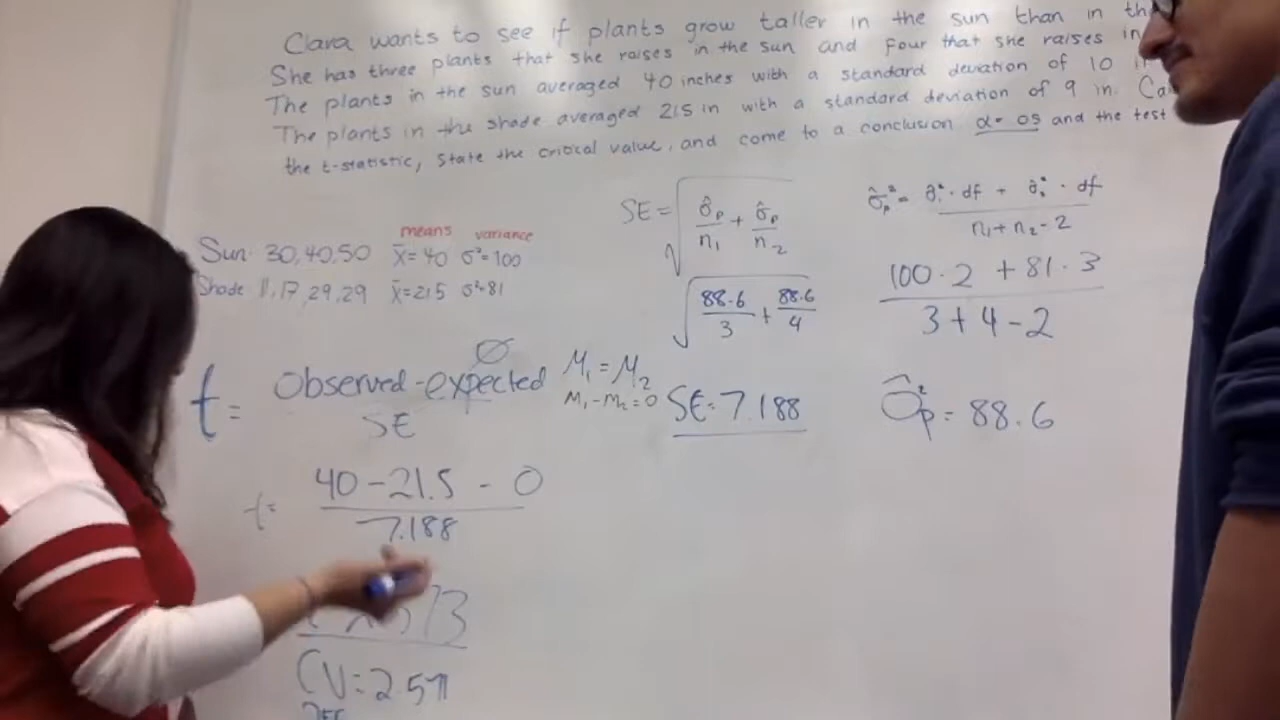 Clara wants to see if plants grow taller in the sun than in
She has three plants that she raises in the sun and four that she raises in
The plants in the sun averaged 40 inches with a standard deviation of 10
The plants in the shade averaged 21.5 in with a standard deviation of 9 in.
the t-statistic, state the critical value, and come to a conclusion α= .05 and the test
means variance
Sun 30,40,50 x̄=40 σ²=100
Shade 11,17,29,29 x̄=21.5 σ²=81
t= Observed-expected
SE
∅
M₁=M₂
M₁-M₂=0
t= 40-21.5-0
7.188
CV=2.571
SE= √ σ̂p/n₁ + σ̂p/n₂
√ 88.6/3 + 88.6/4
SE=7.188
σ̂p²= σ̂₁²·df + σ̂₂²·df
n₁+n₂-2
100·2 +81·3
3+4-2
σ̂p²=88.6